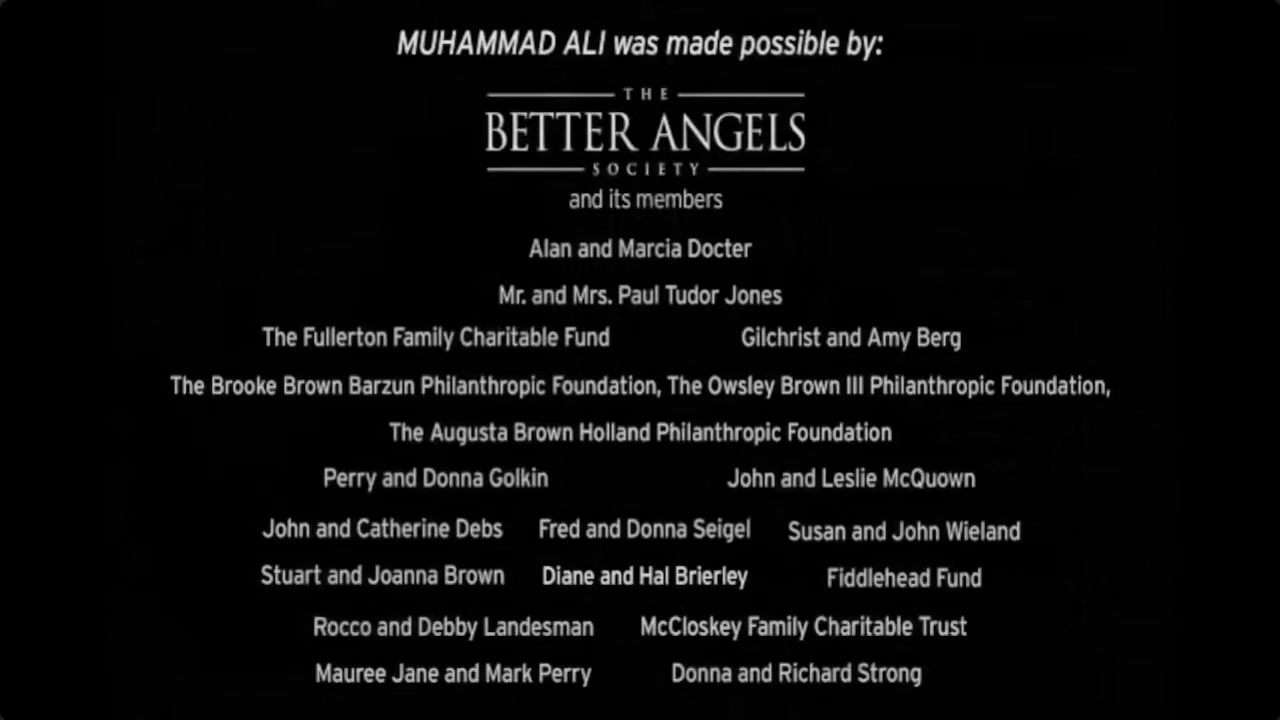 MUHAMMAD ALI was made possible by:
THE
BETTER ANGELS
SOCIETY
and its members
Alan and Marcia Docter
Mr. and Mrs. Paul Tudor Jones
The Fullerton Family Charitable Fund Gilchrist and Amy Berg
The Brooke Brown Barzun Philanthropic Foundation, The Owsley Brown III Philanthropic Foundation,
The Augusta Brown Holland Philanthropic Foundation
Perry and Donna Golkin John and Leslie McQuown
John and Catherine Debs Fred and Donna Seigel Susan and John Wieland
Stuart and Joanna Brown Diane and Hal Brierley Fiddlehead Fund
Rocco and Debby Landesman McCloskey Family Charitable Trust
Mauree Jane and Mark Perry Donna and Richard Strong